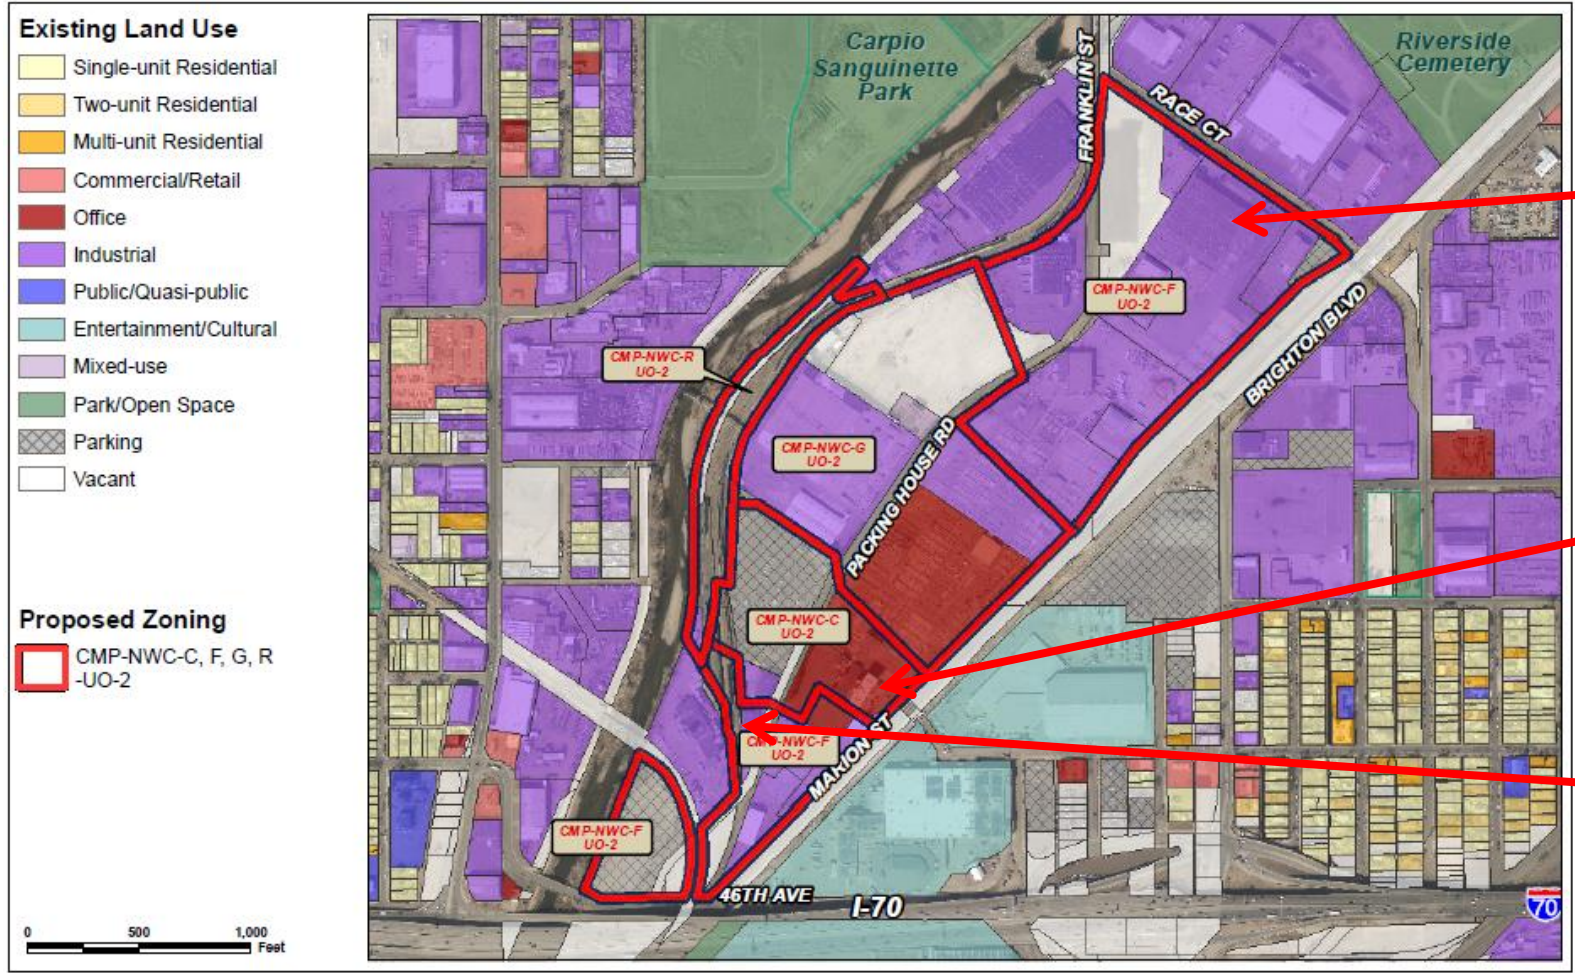 Existing Land Use
Single-unit Residential
Two-unit Residential
Multi-unit Residential
Commercial/Retail
Office
Industrial
Public/Quasi-public
Entertainment/Cultural
Mixed-use
Park/Open Space
Parking
Vacant
Proposed Zoning
CMP-NWC-C, F, G, R
-UO-2
0 500 1,000
Feet
Carpio
Sanguinette
Park
Riverside
Cemetery
FRANKLIN ST
RACE CT
CMP-NWC-F
UO-2
BRIGHTON BLVD
CMP-NWC-R
UO-2
CMP-NWC-G
UO-2
PACKING HOUSE RD
CMP-NWC-C
UO-2
CMP-NWC-F
UO-2
MARION ST
CMP-NWC-F
UO-2
46TH AVE
I-70
70